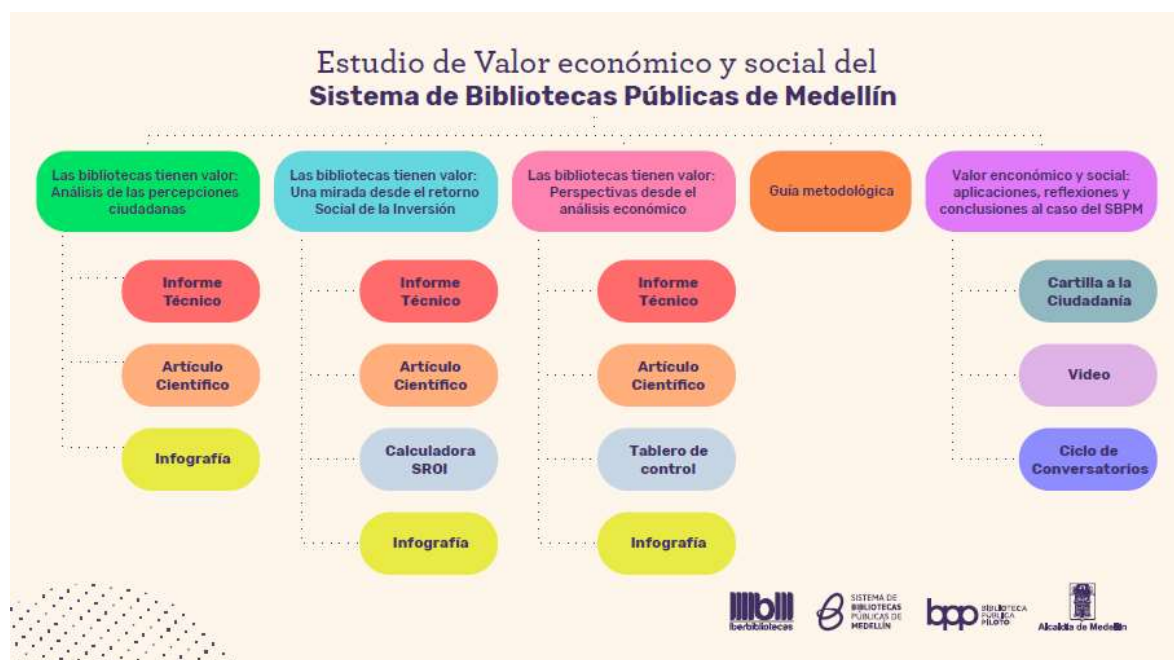 Estudio de Valor económico y social del
Sistema de Bibliotecas Públicas de Medellín
Las bibliotecas tienen valor:
Análisis de las percepciones
ciudadanas
Informe
Técnico
Artículo
Científico
Infografía
Las bibliotecas tienen valor:
Una mirada desde el retorno
Social de la Inversión
Informe
Técnico
Artículo
Científico
Calculadora
SROI
Infografía
Las bibliotecas tienen valor:
Perspectivas desde el
análisis económico
Informe
Técnico
Artículo
Científico
Tablero de
control
Infografía
Guía metodológica
Valor enconómico y social:
aplicaciones, reflexiones y
conclusiones al caso del SBPM
Cartilla a la
Ciudadanía
Video
Ciclo de
Conversatorios
Iberbibliotecas
SISTEMA DE
BIBLIOTECAS
PÚBLICAS DE
MEDELLÍN
bpp
BIBLIOTECA
PÚBLICA
PILOTO
Alcaldía de Medellín